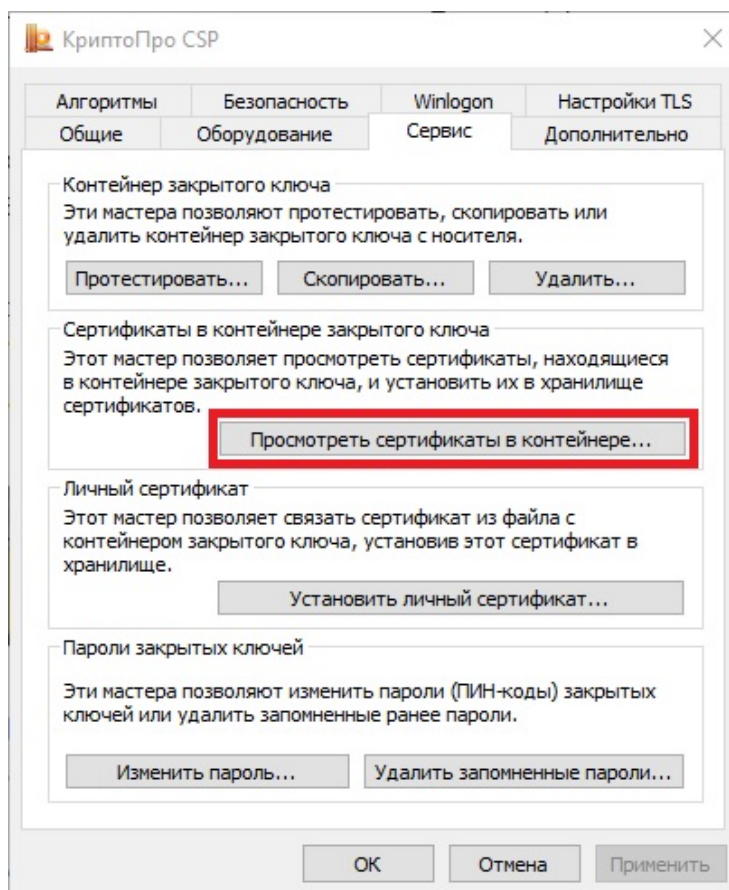 КриптоПро CSP
Алгоритмы Безопасность Winlogon Настройки TLS
Общие Оборудование Сервис Дополнительно
Контейнер закрытого ключа
Эти мастера позволяют протестировать, скопировать или
удалить контейнер закрытого ключа с носителя.
Протестировать... Скопировать... Удалить...
Сертификаты в контейнере закрытого ключа
Этот мастер позволяет просмотреть сертификаты, находящиеся
в контейнере закрытого ключа, и установить их в хранилище
сертификатов.
Просмотреть сертификаты в контейнере...
Личный сертификат
Этот мастер позволяет связать сертификат из файла с
контейнером закрытого ключа, установив этот сертификат в
хранилище.
Установить личный сертификат...
Пароли закрытых ключей
Эти мастера позволяют изменить пароли (ПИН-коды) закрытых
ключей или удалить запомненные ранее пароли.
Изменить пароль... Удалить запомненные пароли...
ОК Отмена Применить